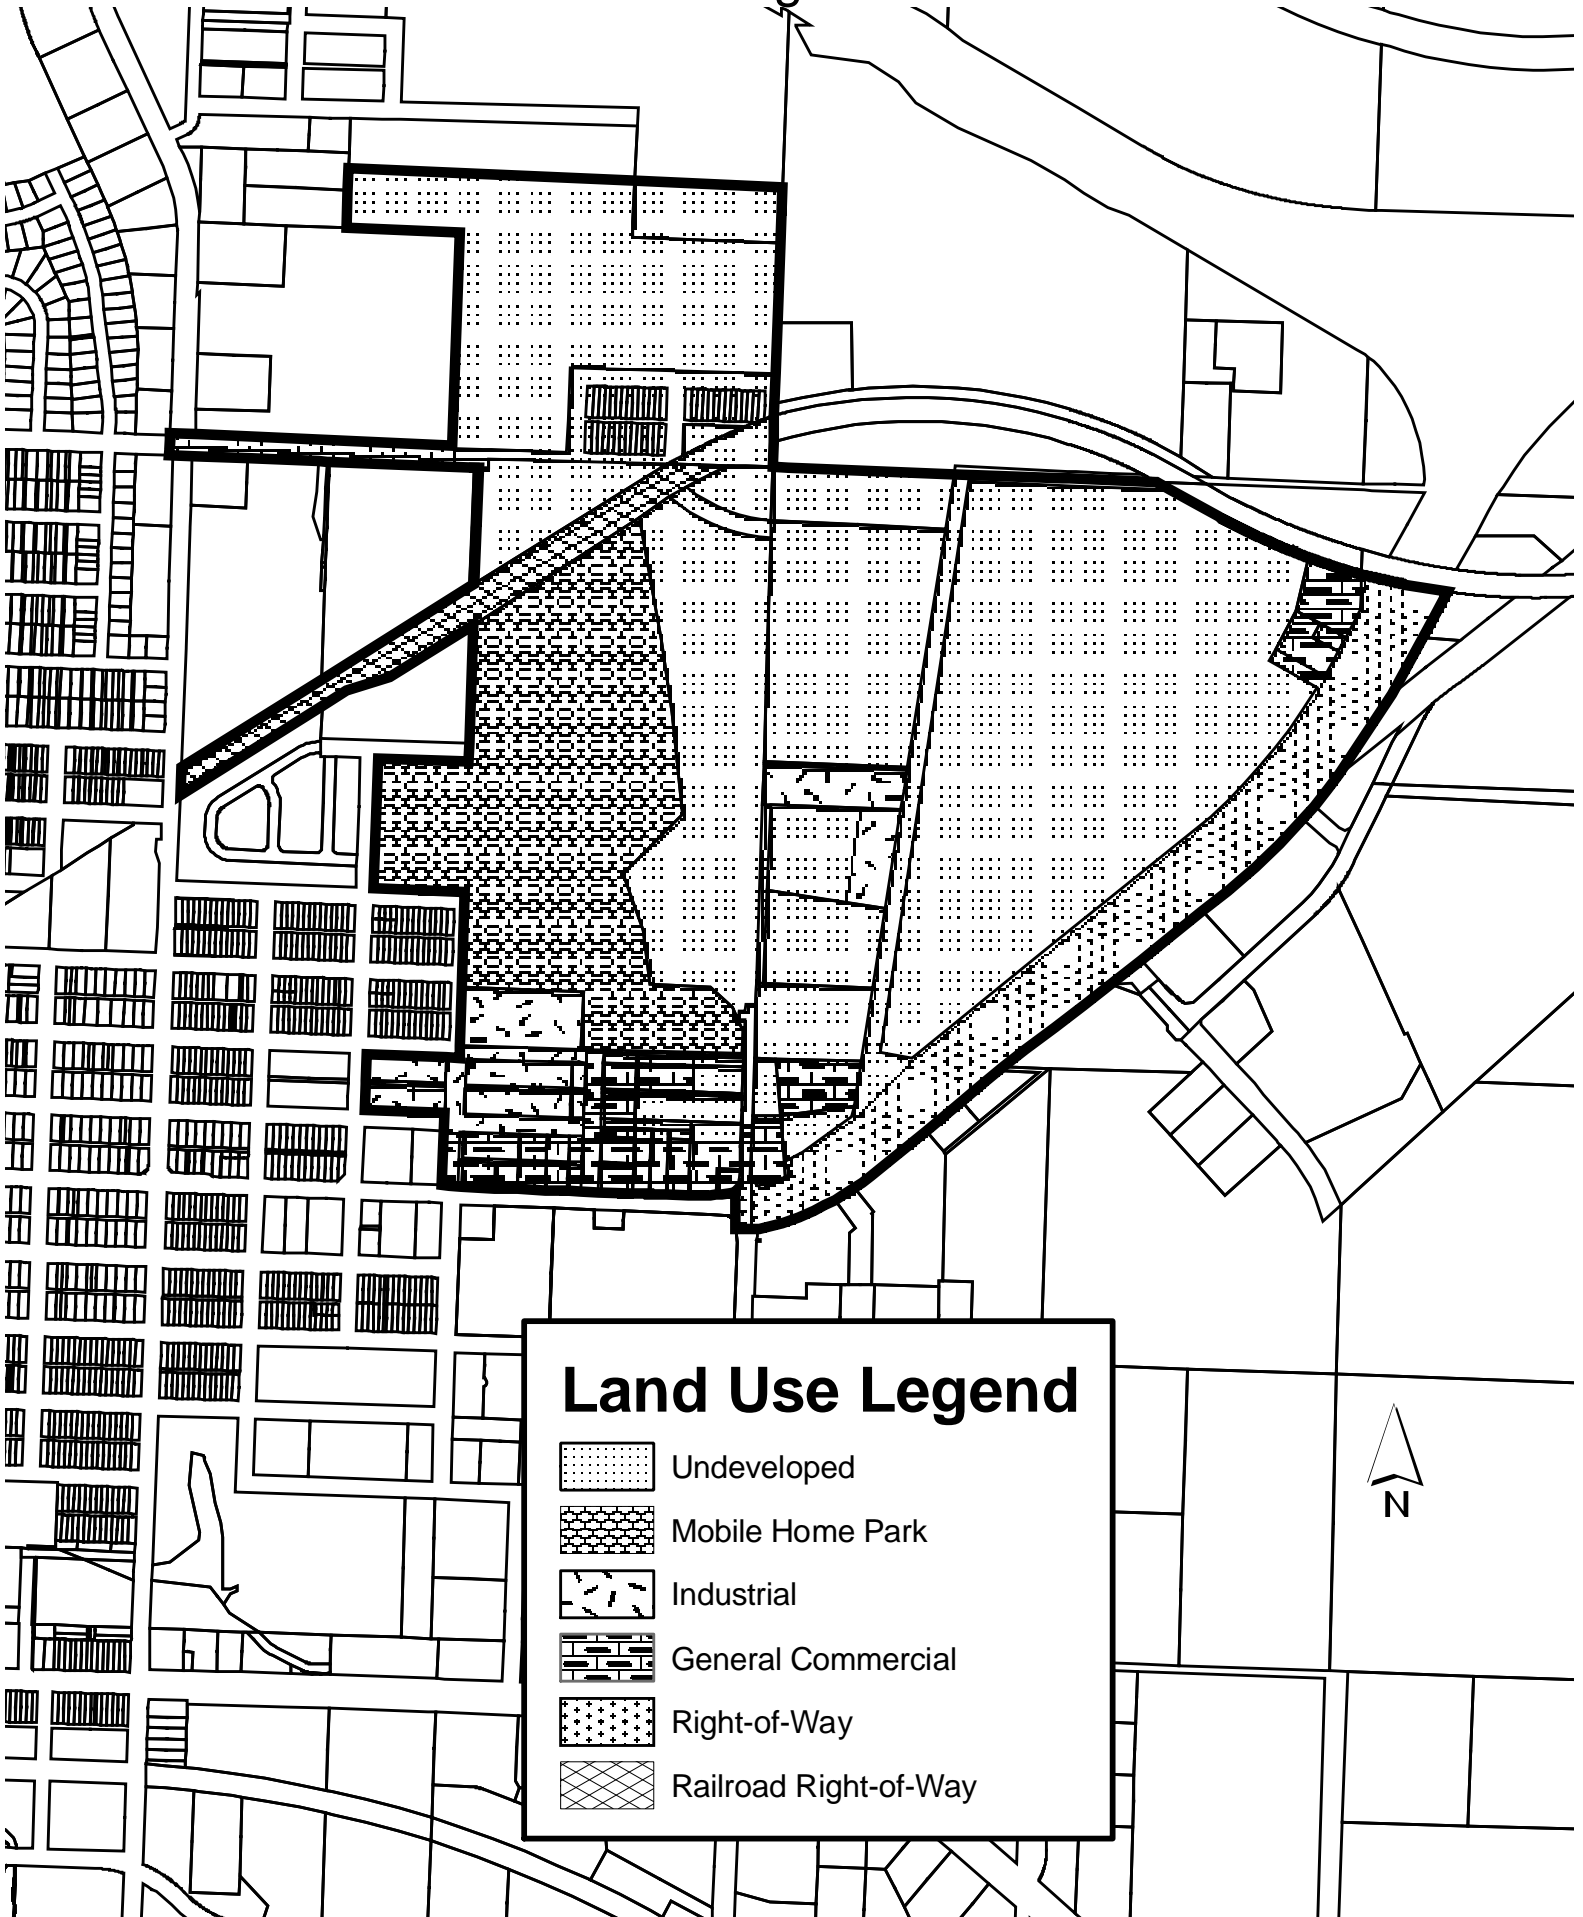 Land Use Legend
Undeveloped
Mobile Home Park
Industrial
General Commercial
Right-of-Way
Railroad Right-of-Way
N